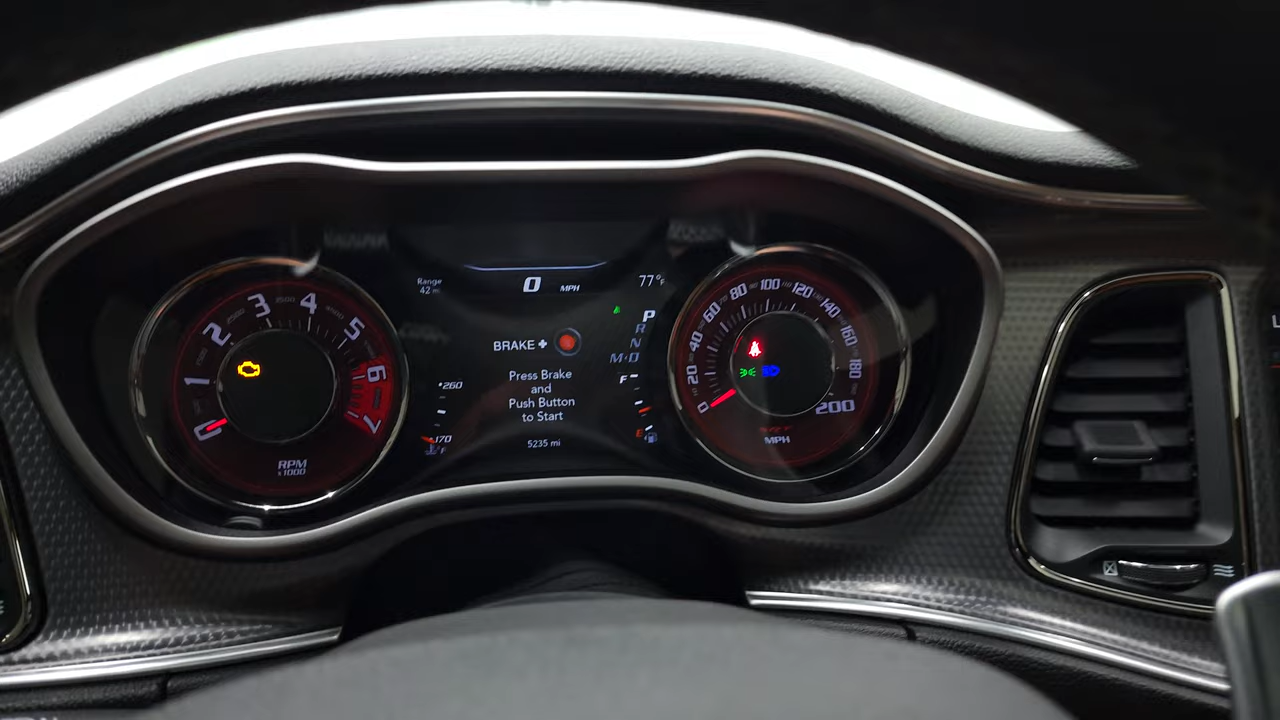 0
1
2
3
4
5
6
7
RPM
x1000
Range
42 mi
0 MPH
77°F
BRAKE +
Press Brake
and
Push Button
to Start
5235 mi
260
170
F
P
R
N
M·D
F
E
0
20
40
60
80
100
120
140
160
180
200
MPH